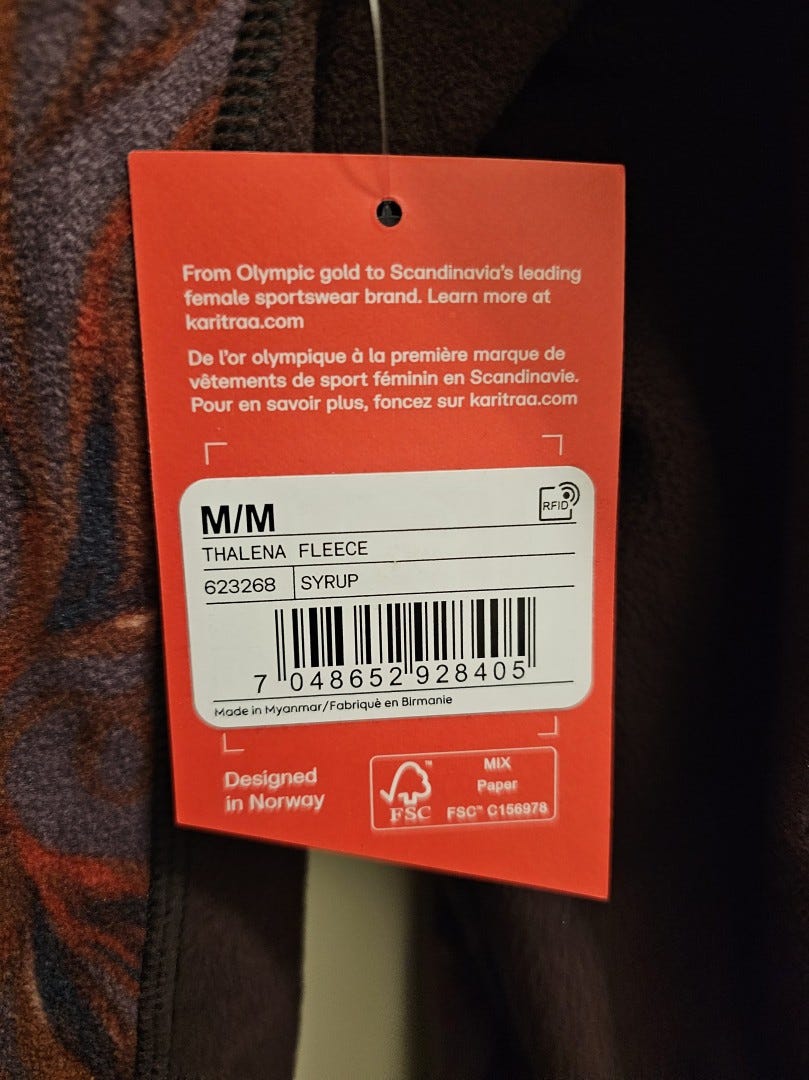 From Olympic gold to Scandinavia's leading
female sportswear brand. Learn more at
karitraa.com
De l'or olympique à la première marque de
vêtements de sport féminin en Scandinavie.
Pour en savoir plus, foncez sur karitraa.com
M/M
RFID
THALENA FLEECE
623268 SYRUP
7 048652 928405
Made in Myanmar/Fabriquè en Birmanie
Designed
in Norway
FSC™
MIX
Paper
FSC™ C156978